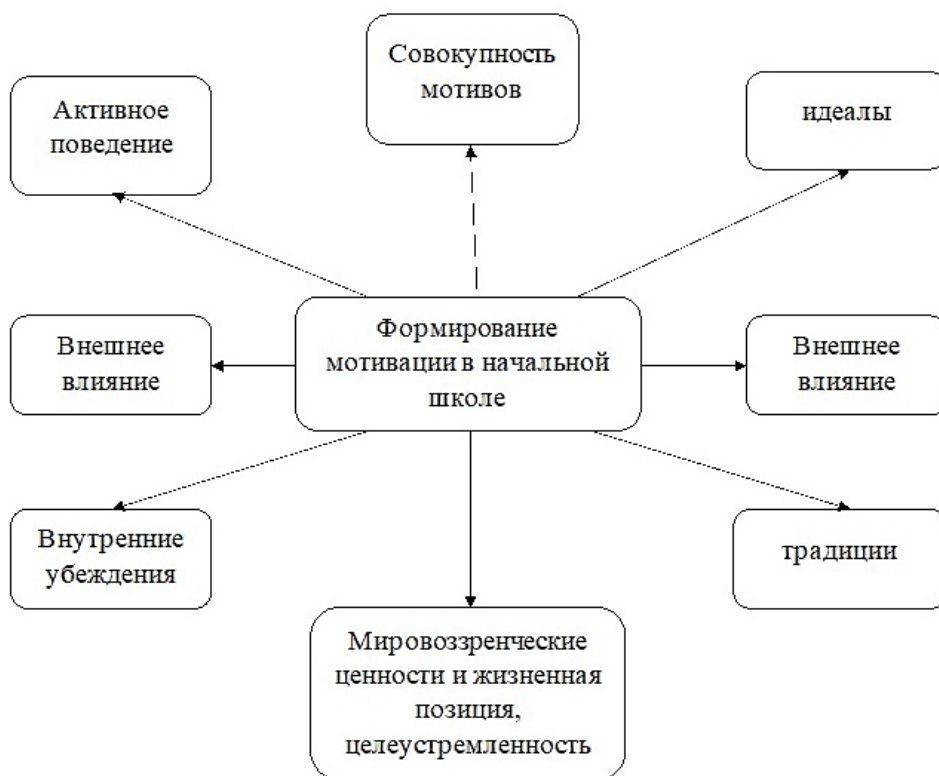 Совокупность
мотивов
Активное
поведение
идеалы
Формирование
мотивации в начальной
школе
Внешнее
влияние
Внешнее
влияние
Внутренние
убеждения
традиции
Мировоззренческие
ценности и жизненная
позиция,
целеустремленность